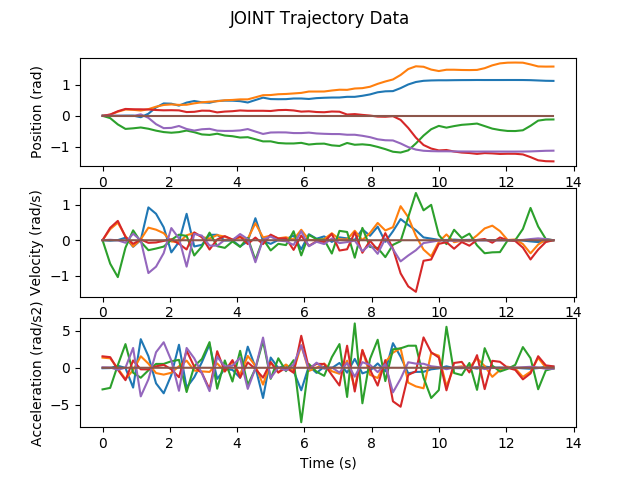 JOINT Trajectory Data
Position (rad)
1
0
−1
0 2 4 6 8 10 12 14
Velocity (rad/s)
1
0
−1
0 2 4 6 8 10 12 14
Acceleration (rad/s2)
5
0
−5
0 2 4 6 8 10 12 14
Time (s)